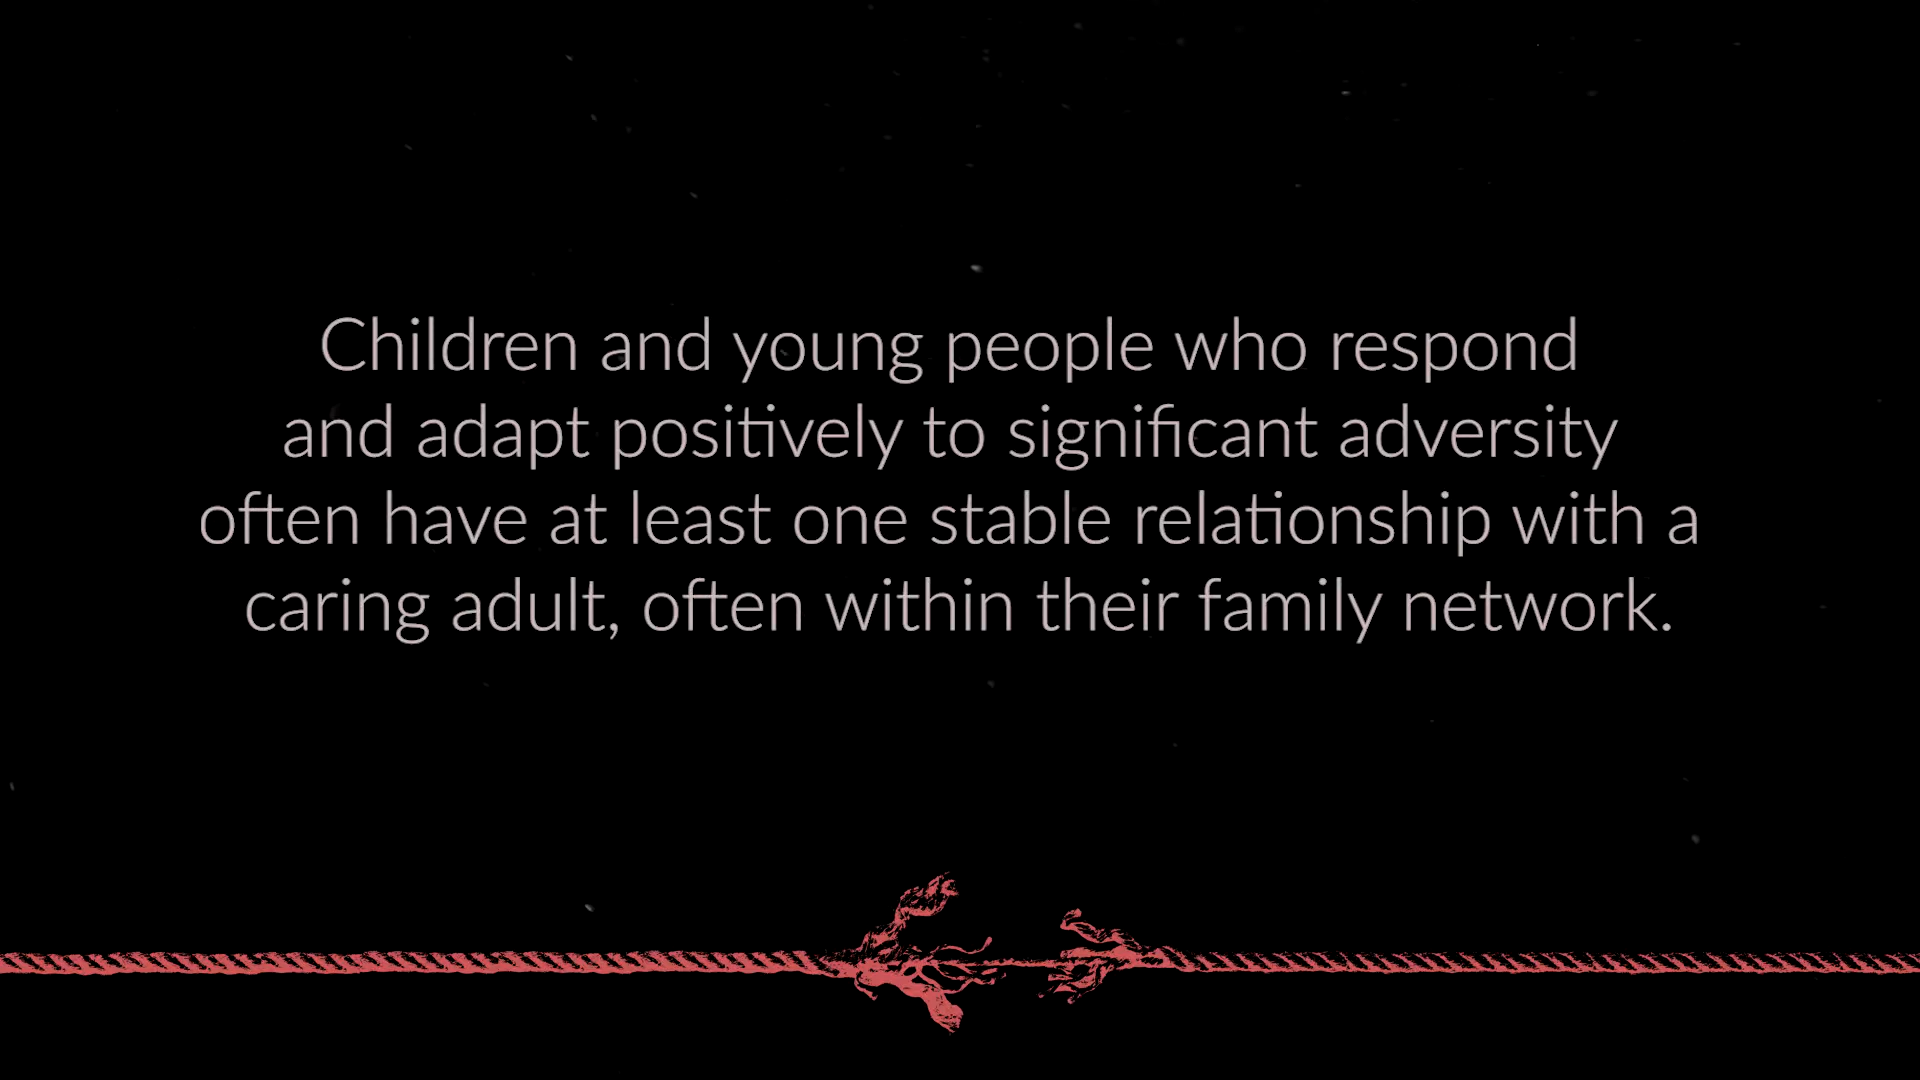 Children and young people who respond
and adapt positively to significant adversity
often have at least one stable relationship with a
caring adult, often within their family network.